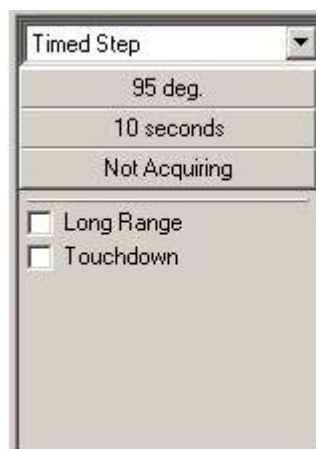 Timed Step
95 deg.
10 seconds
Not Acquiring
Long Range
Touchdown